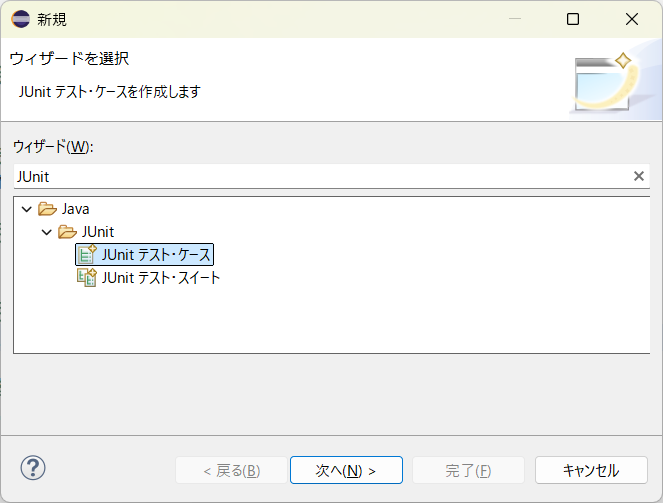 新規
ウィザードを選択
JUnit テスト・ケースを作成します
ウィザード(W):
JUnit
Java
JUnit
JUnit テスト・ケース
JUnit テスト・スイート
< 戻る(B)
次へ(N) >
完了(F)
キャンセル